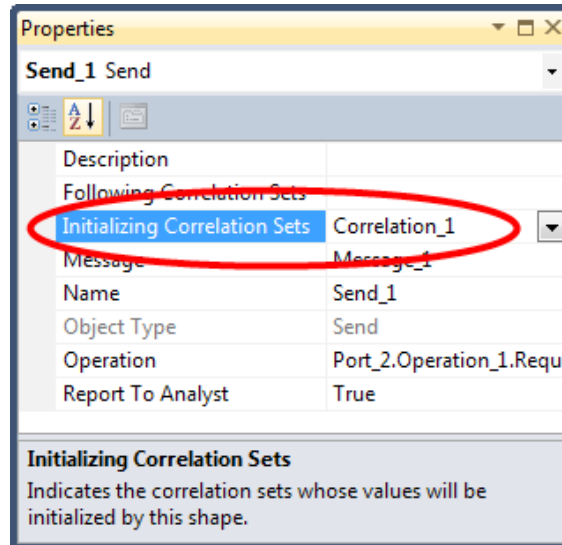 Properties
Send_1 Send
Description
Following Correlation Sets
Initializing Correlation Sets Correlation_1
Message Message_1
Name Send_1
Object Type Send
Operation Port_2.Operation_1.Requ
Report To Analyst True
Initializing Correlation Sets
Indicates the correlation sets whose values will be
initialized by this shape.